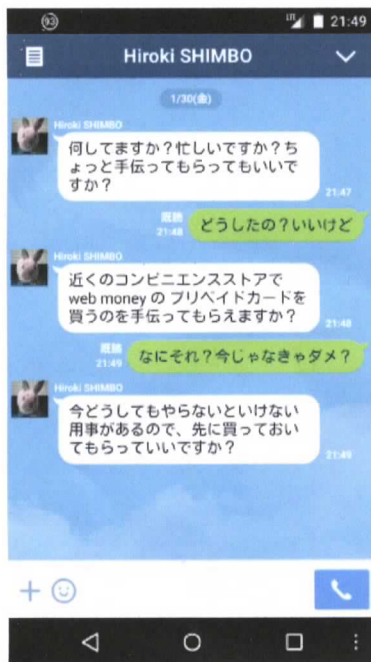 93
LTE 21:49
Hiroki SHIMBO
1/30(金)
Hiroki SHIMBO
何してますか?忙しいですか?ち
ょっと手伝ってもらってもいいで
すか?
21:47
既読
21:48
どうしたの?いいけど
Hiroki SHIMBO
近くのコンビニエンスストアで
web money の プリペイドカードを
買うのを手伝ってもらえますか?
21:48
既読
21:49
なにそれ?今じゃなきゃダメ?
Hiroki SHIMBO
今どうしてもやらないといけない
用事があるので、先に買っておい
てもらっていいですか?
21:49